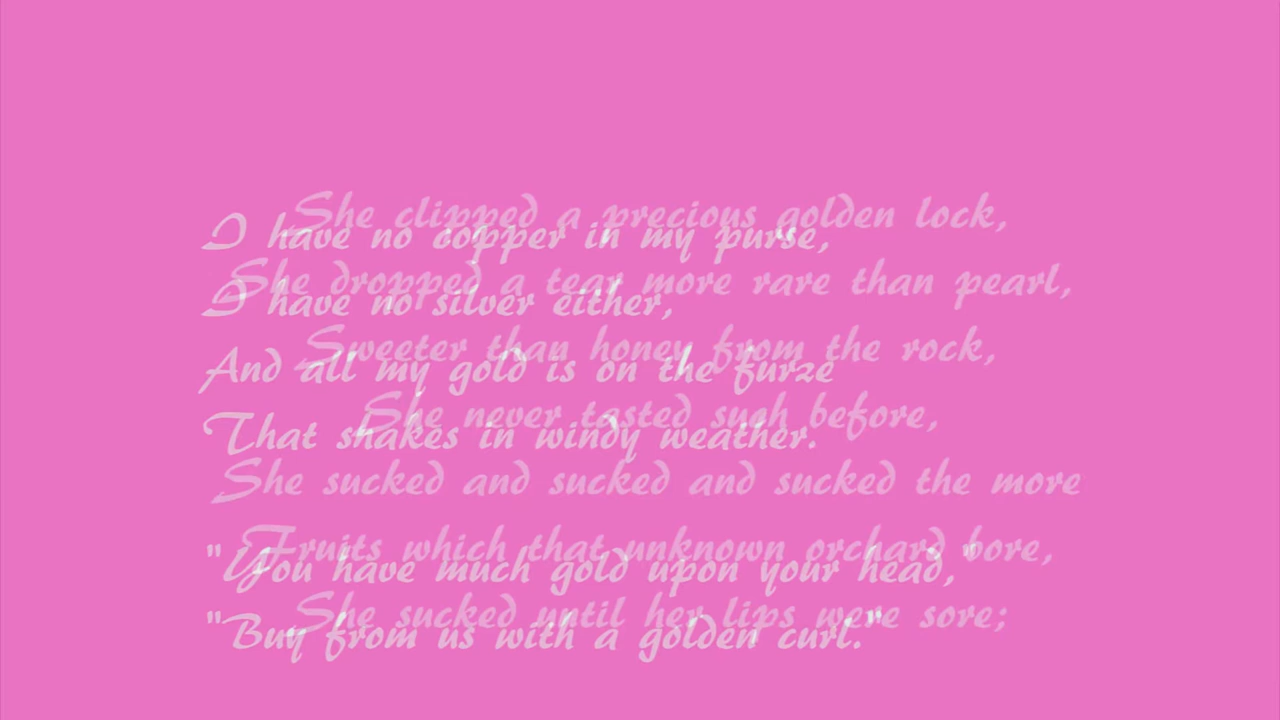 I have no copper in my purse,
I have no silver either,
And all my gold is on the furze
That shakes in windy weather.
"You have much gold upon your head,"
"Buy from us with a golden curl."
She clipped a precious golden lock,
She dropped a tear more rare than pearl,
Sweeter than honey from the rock,
She never tasted such before,
She sucked and sucked and sucked the more
Fruits which that unknown orchard bore,
She sucked until her lips were sore;